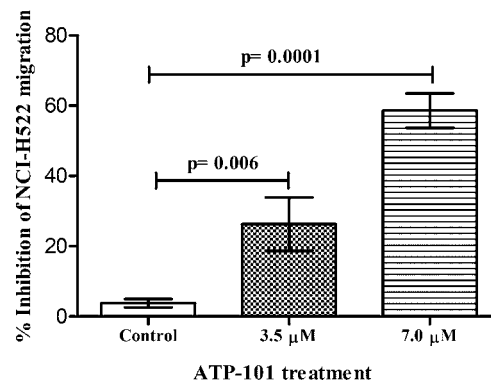 p= 0.0001
p= 0.006
% Inhibition of NCI-H522 migration
80
60
40
20
0
Control 3.5 μM 7.0 μM
ATP-101 treatment